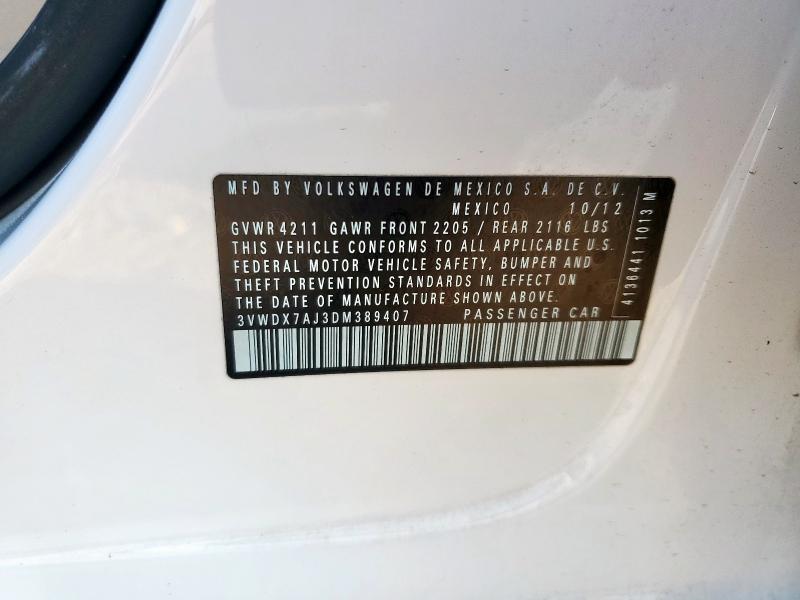 MFD BY VOLKSWAGEN DE MEXICO S.A. DE C.V.
MEXICO 10/12
GVWR 4211 GAWR FRONT 2205 / REAR 2116 LBS
THIS VEHICLE CONFORMS TO ALL APPLICABLE U.S.
FEDERAL MOTOR VEHICLE SAFETY, BUMPER AND
THEFT PREVENTION STANDARDS IN EFFECT ON
THE DATE OF MANUFACTURE SHOWN ABOVE.
3VWDX7AJ3DM389407 PASSENGER CAR
4136441 1013 M